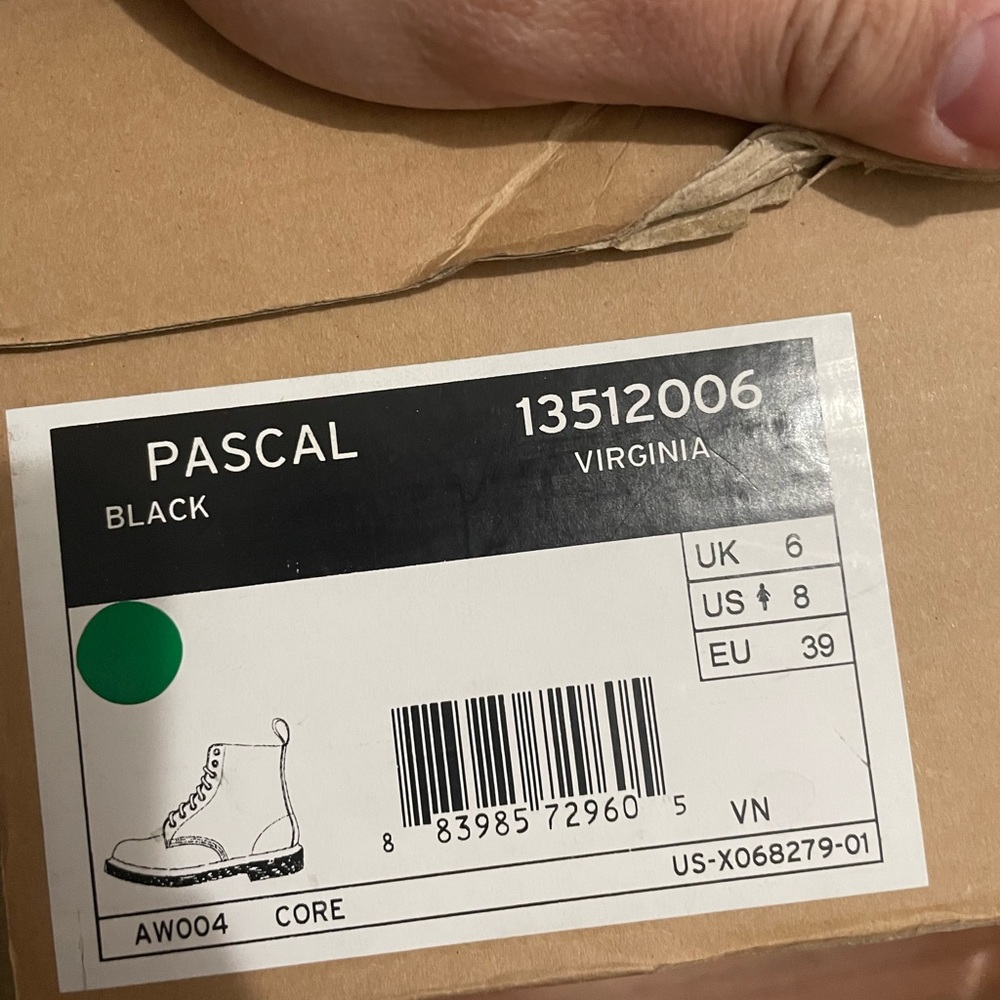 PASCAL 13512006
BLACK VIRGINIA
UK 6
US 8
EU 39
8 83985 72960 5 VN
US-X068279-01
AW004 CORE